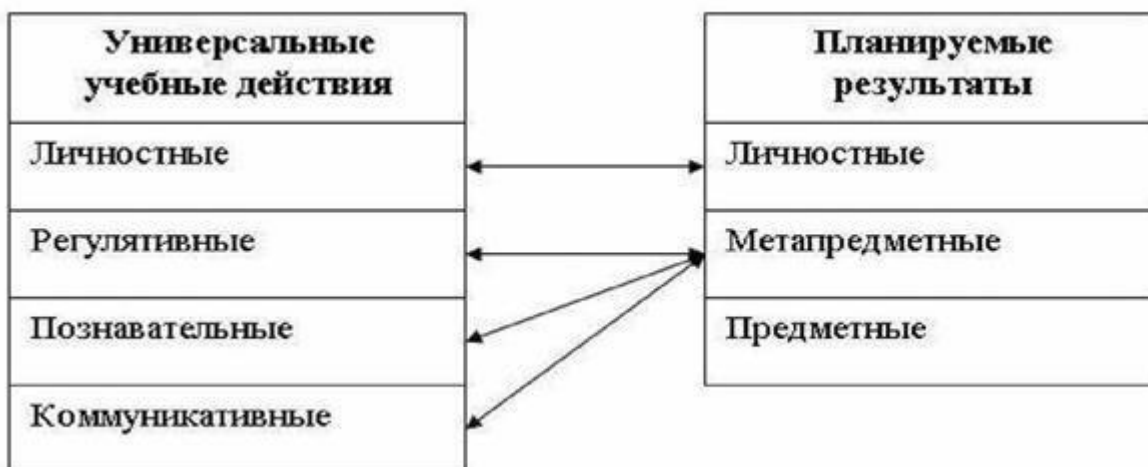 Универсальные
учебные действия
Личностные
Регулятивные
Познавательные
Коммуникативные
Планируемые
результаты
Личностные
Метапредметные
Предметные